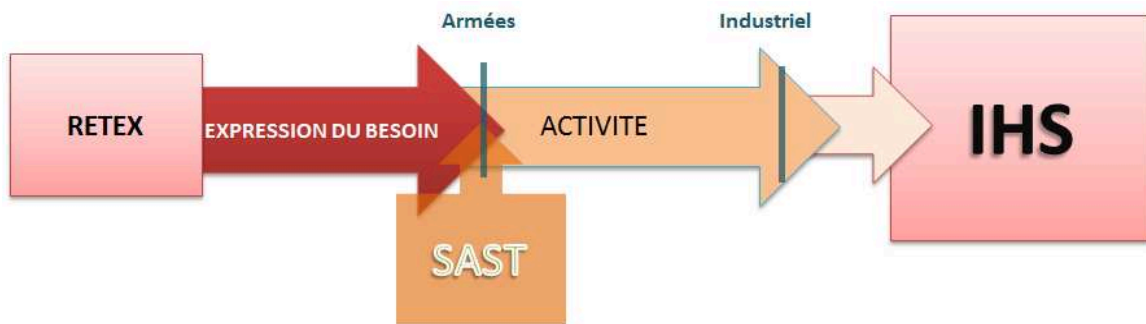 Armées
Industriel
RETEX
EXPRESSION DU BESOIN
ACTIVITE
IHS
SAST